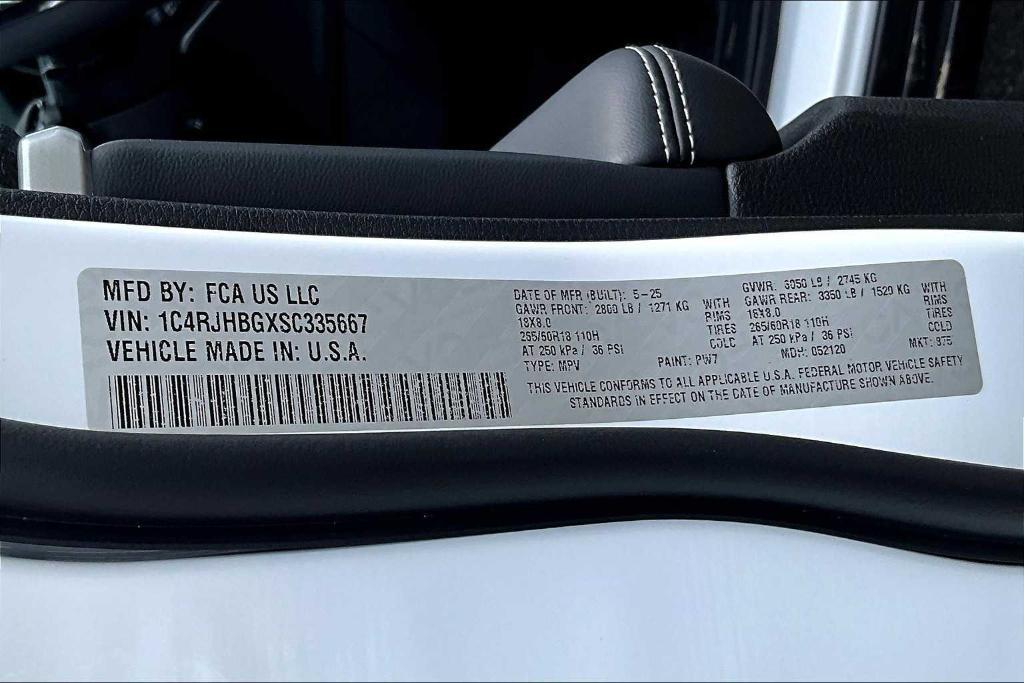 MFD BY: FCA US LLC
VIN: 1C4RJHBGXSC335667
VEHICLE MADE IN: U.S.A.
DATE OF MFR (BUILT): 5-25
GAWR FRONT: 2800 LB / 1271 KG WITH
18X8.0 RIMS
265/60R18 110H TIRES
AT 250 kPa / 36 PSI COLD
TYPE: MPV PAINT: PW7
GVWR: 6050 LB / 2745 KG
GAWR REAR: 3350 LB / 1520 KG WITH
18X8.0 RIMS
265/60R18 110H TIRES
AT 250 kPa / 36 PSI COLD
MDH: 052120 MKT:
THIS VEHICLE CONFORMS TO ALL APPLICABLE U.S.A. FEDERAL MOTOR VEHICLE SAFETY
STANDARDS IN EFFECT ON THE DATE OF MANUFACTURE SHOWN ABOVE.